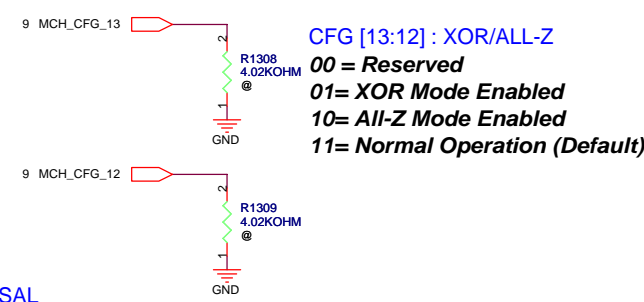 9 MCH_CFG_13
2
R1308
4.02KOHM
@
1
GND
CFG [13:12] : XOR/ALL-Z
00 = Reserved
01= XOR Mode Enabled
10= All-Z Mode Enabled
11= Normal Operation (Default)
9 MCH_CFG_12
2
R1309
4.02KOHM
@
1
GND
SAL